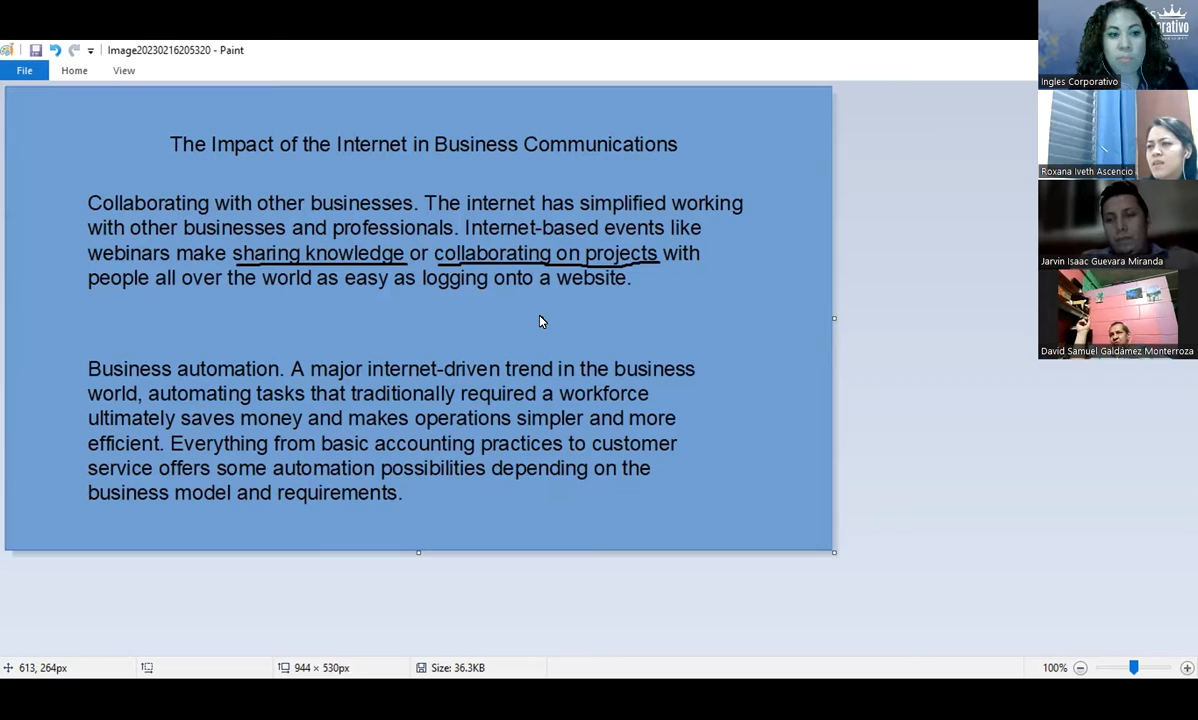 Image20230216205320 - Paint
File Home View
The Impact of the Internet in Business Communications
Collaborating with other businesses. The internet has simplified working
with other businesses and professionals. Internet-based events like
webinars make sharing knowledge or collaborating on projects with
people all over the world as easy as logging onto a website.
Business automation. A major internet-driven trend in the business
world, automating tasks that traditionally required a workforce
ultimately saves money and makes operations simpler and more
efficient. Everything from basic accounting practices to customer
service offers some automation possibilities depending on the
business model and requirements.
613, 264px
944 × 530px
Size: 36.3KB
100%
Ingles Corporativo
Roxana Iveth Ascencio
Jarvin Isaac Guevara Miranda
David Samuel Galdámez Monterroza